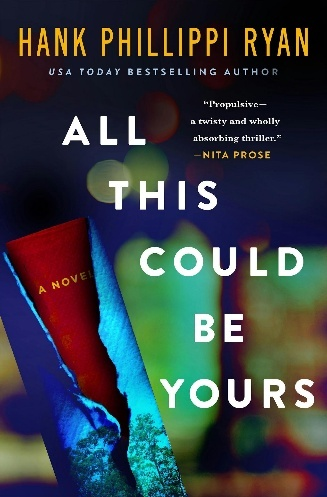 HANK PHILLIPPI RYAN
USA TODAY BESTSELLING AUTHOR
“Propulsive—
a twisty and wholly
absorbing thriller.”
—NITA PROSE
ALL
THIS
COULD
BE
YOURS
A NOVEL